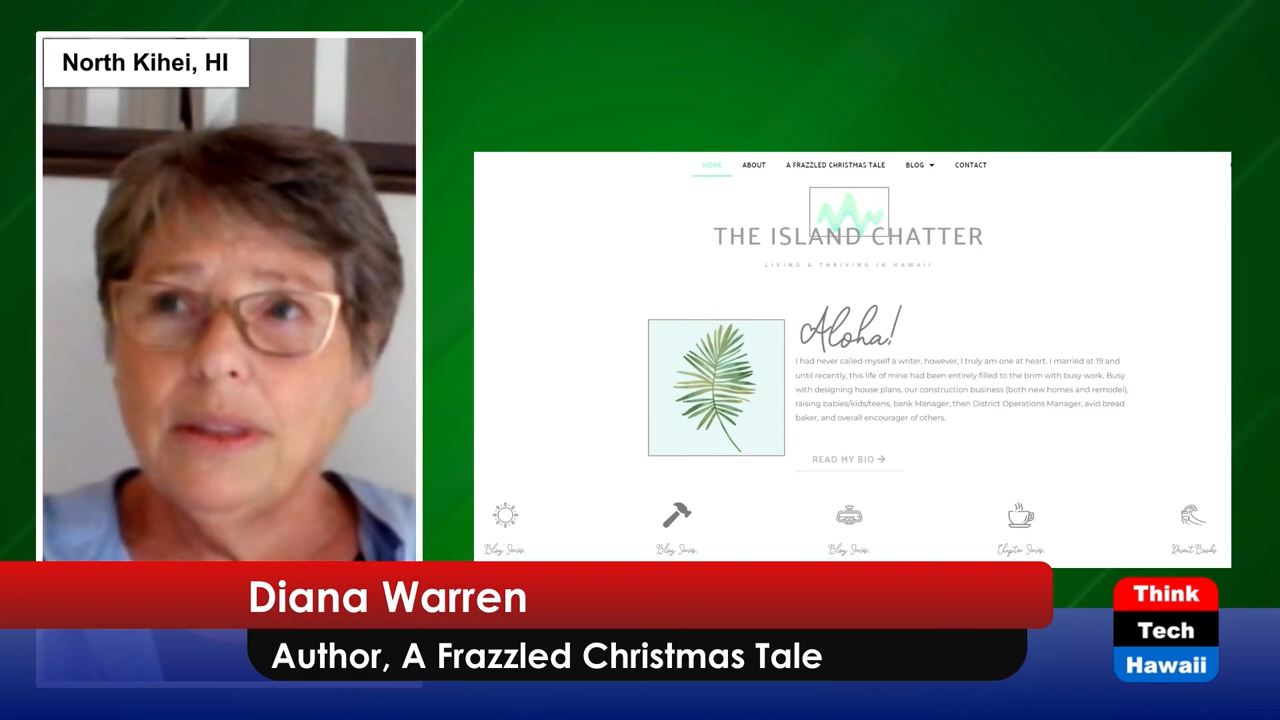 North Kihei, HI
HOME ABOUT A FRAZZLED CHRISTMAS TALE BLOG CONTACT
THE ISLAND CHATTER
LIVING & THRIVING IN HAWAII
Aloha!
I had never called myself a writer, however, I truly am one at heart. I married at 19 and
until recently, this life of mine had been entirely filled to the brim with busy work. Busy
with designing house plans, our construction business (both new homes and remodel),
raising babies/kids/teens, bank Manager, then District Operations Manager, avid bread
baker, and overall encourager of others.
READ MY BIO →
Blog Series: Blog Series: Blog Series: Chapter Series: Recent Books
Diana Warren
Author, A Frazzled Christmas Tale
Think
Tech
Hawaii